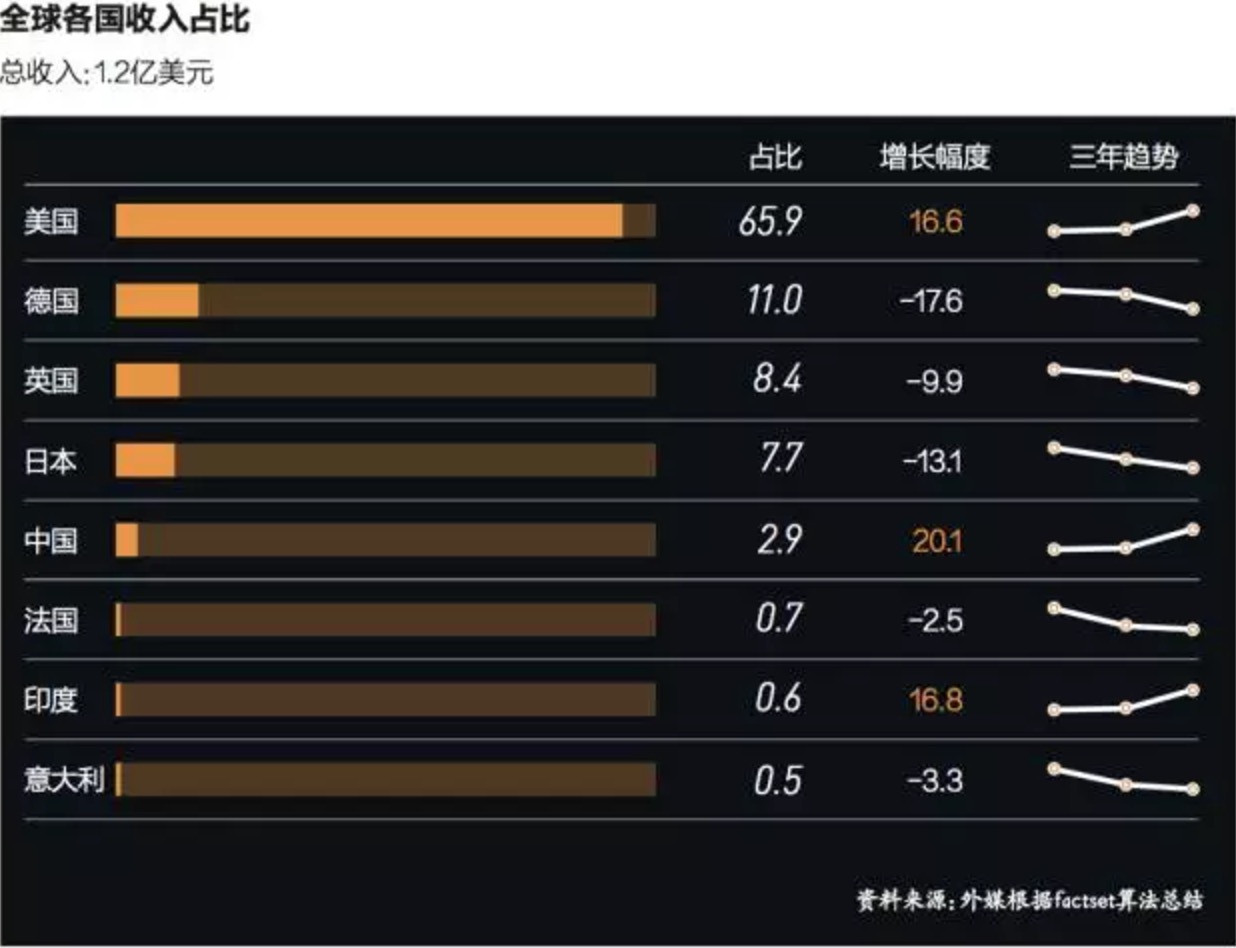 全球各国收入占比
总收入:1.2亿美元
占比 增长幅度 三年趋势
美国 65.9 16.6
德国 11.0 -17.6
英国 8.4 -9.9
日本 7.7 -13.1
中国 2.9 20.1
法国 0.7 -2.5
印度 0.6 16.8
意大利 0.5 -3.3
资料来源:外媒根据factset算法总结